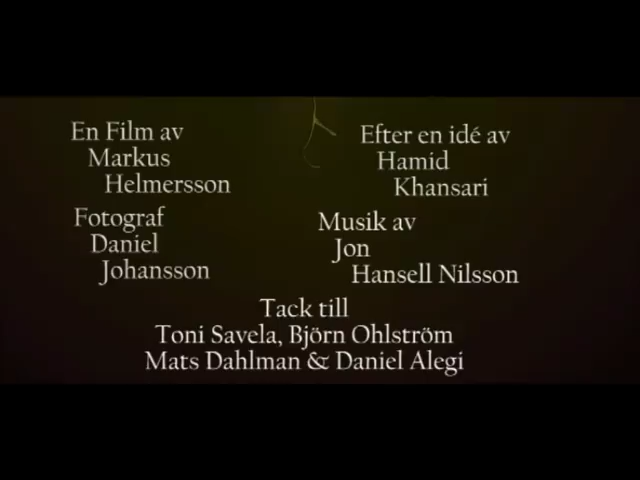 En Film av
Markus
Helmersson
Efter en idé av
Hamid
Khansari
Fotograf
Daniel
Johansson
Musik av
Jon
Hansell Nilsson
Tack till
Toni Savela, Björn Ohlström
Mats Dahlman & Daniel Alegi